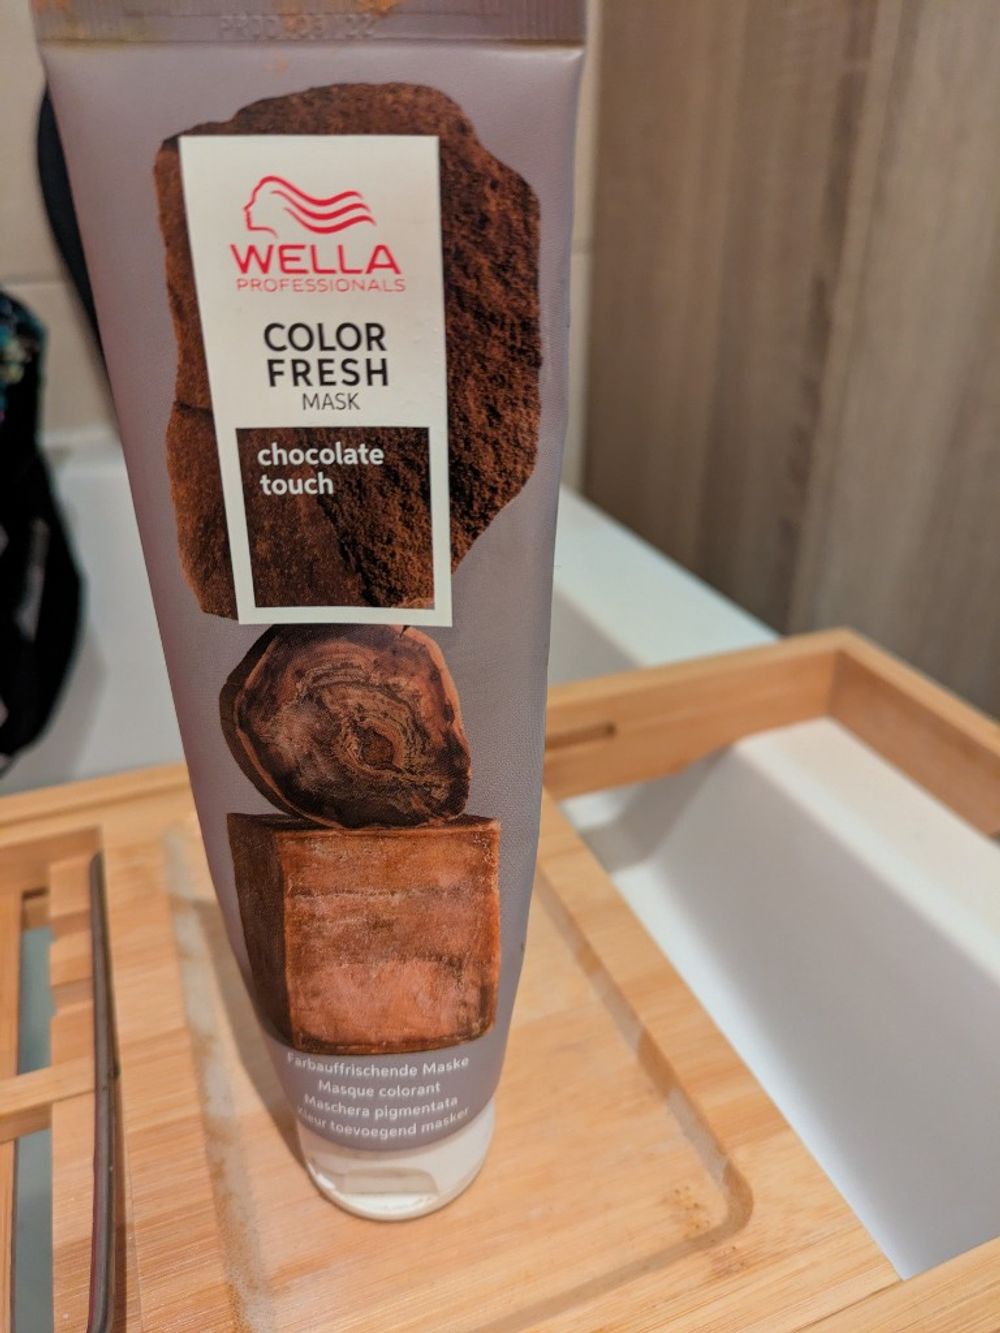 WELLA
PROFESSIONALS
COLOR
FRESH
MASK
chocolate
touch
Farbauffrischende Maske
Masque colorant
Maschera pigmentata
kleur toevoegend masker